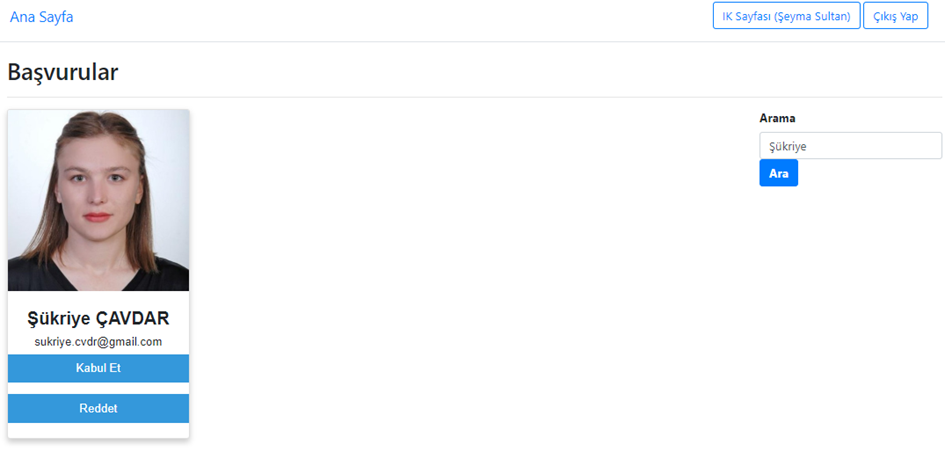 Ana Sayfa
IK Sayfası (Şeyma Sultan)
Çıkış Yap
Başvurular
Arama
Şükriye
Ara
Şükriye ÇAVDAR
sukriye.cvdr@gmail.com
Kabul Et
Reddet